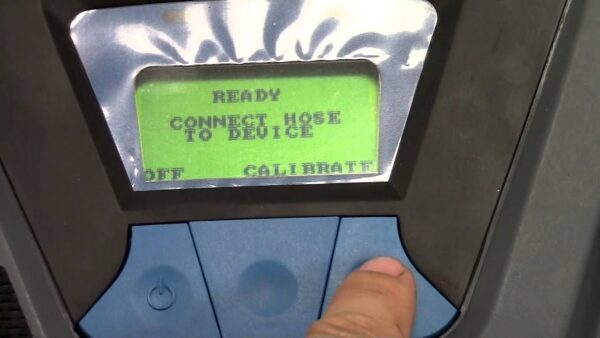 READY
CONNECT HOSE
TO DEVICE
OFF CALIBRATE